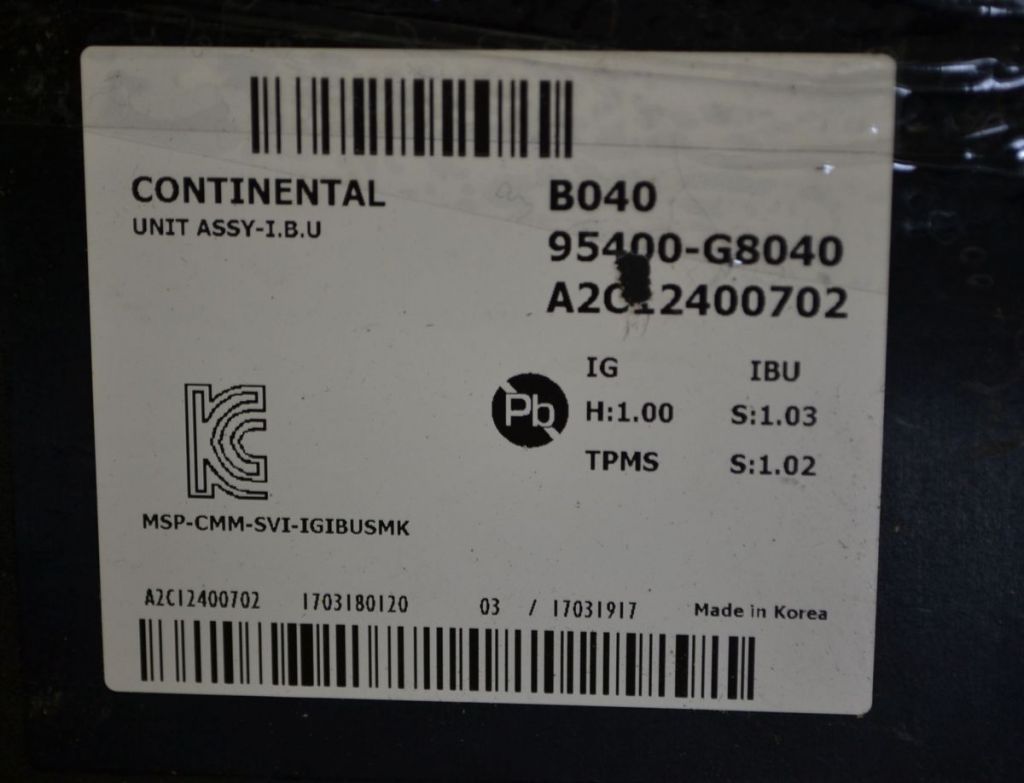 CONTINENTAL
UNIT ASSY-I.B.U
B040
95400-G8040
A2C12400702
IG IBU
H:1.00 S:1.03
TPMS S:1.02
Pb
KC
MSP-CMM-SVI-IGIBUSMK
A2C12400702 1703180120 03 / 17031917 Made in Korea